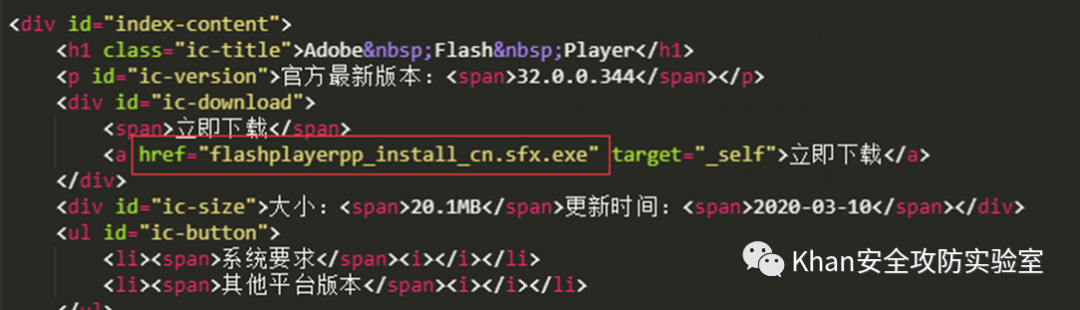 <div id="index-content">
<h1 class="ic-title">Adobe&nbsp;Flash&nbsp;Player</h1>
<p id="ic-version">官方最新版本：<span>32.0.0.344</span></p>
<div id="ic-download">
<span>立即下载</span>
<a href="flashplayerpp_install_cn.sfx.exe" target="_self">立即下载</a>
</div>
<div id="ic-size">大小：<span>20.1MB</span>更新时间：<span>2020-03-10</span></div>
<ul id="ic-button">
<li><span>系统要求</span><i></i></li>
<li><span>其他平台版本</span><i></i></li>
</ul>
Khan安全攻防实验室